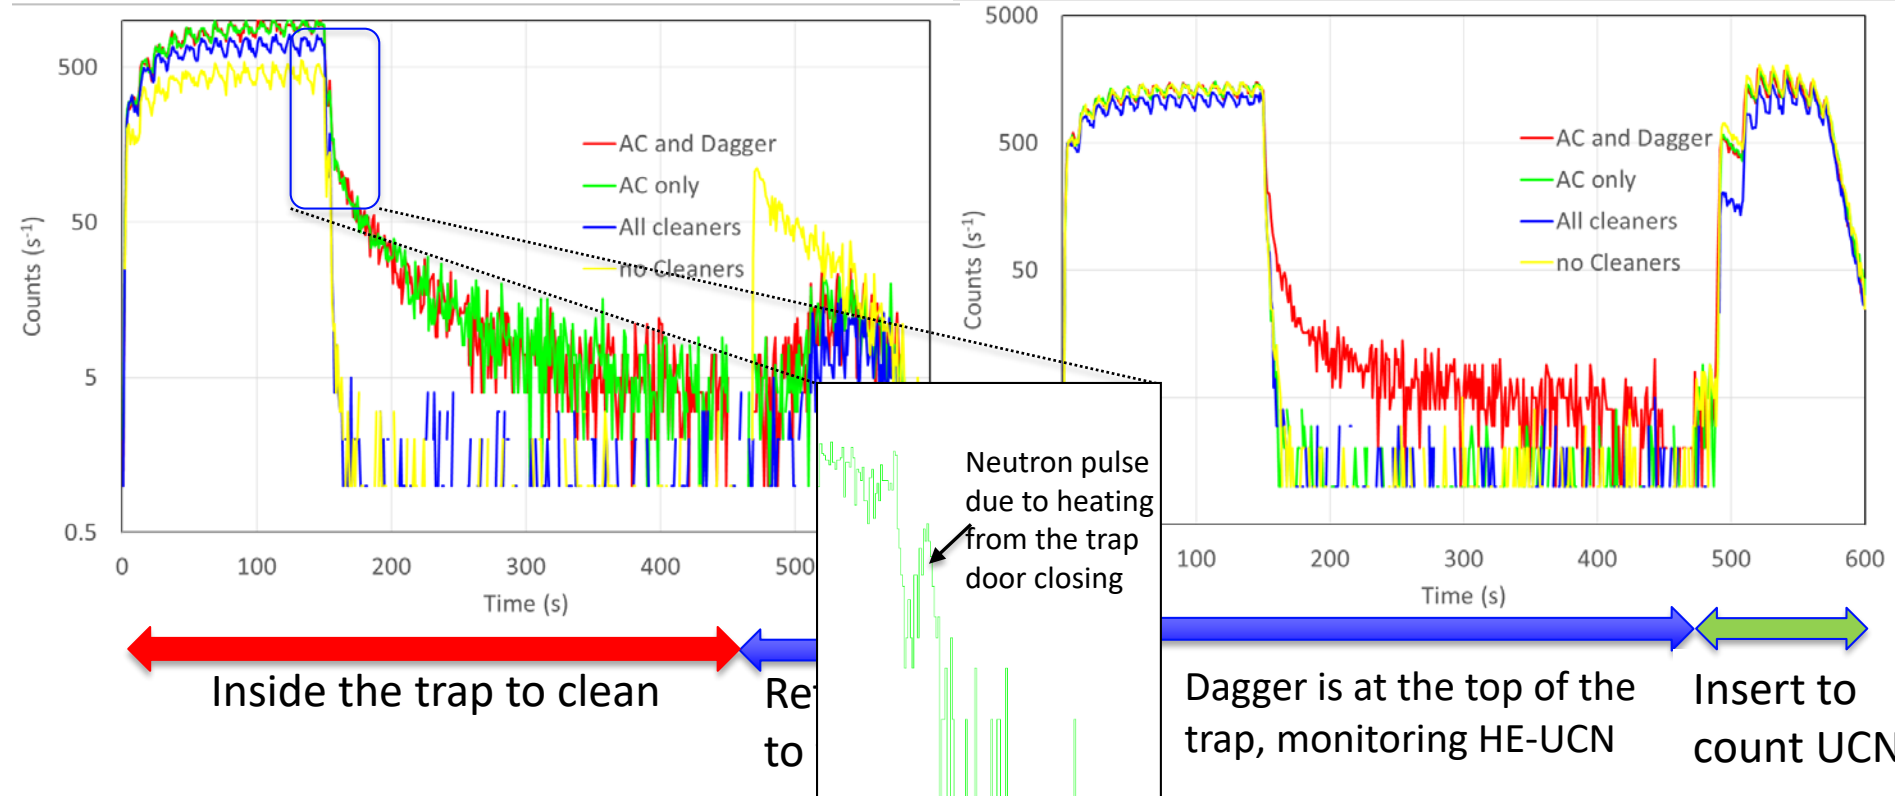 500
50
5
0.5
Counts (s⁻¹)
AC and Dagger
AC only
All cleaners
no Cleaners
0
100
200
300
400
500
Time (s)
Inside the trap to clean
to
Neutron pulse
due to heating
from the trap
door closing
5000
500
50
Counts (s⁻¹)
AC and Dagger
AC only
All cleaners
no Cleaners
100
200
300
400
500
600
Time (s)
Dagger is at the top of the
trap, monitoring HE-UCN
Insert to
count UCN